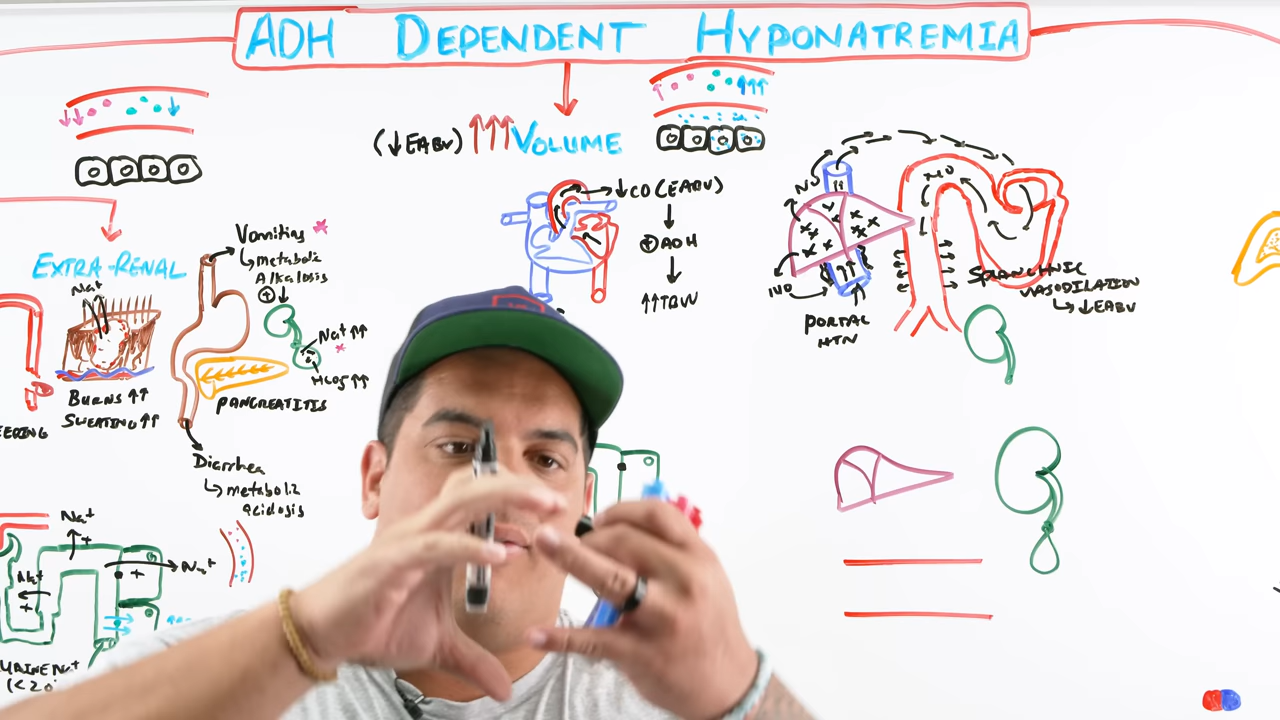 ADH DEPENDENT HYPONATREMIA
(↓EABV) ↑↑↑ VOLUME
EXTRA-RENAL
Na⁺
BURNS ↑↑
SWEATING ↑↑
Vomiting *
↳ metabolic
Alkalosis
⊕
Na⁺ ↑↑
*
HCO3 ↑↑
PANCREATITIS
Diarrhea
↳ metabolic
acidosis
→ ↓CO (EABV)
⊕ ADH
↑↑TBW
NO
NO
NO
PORTAL
HTN
SPLANCHNIC
VASODILATION
↳ ↓EABV
Na⁺
Na⁺
URINE Na⁺